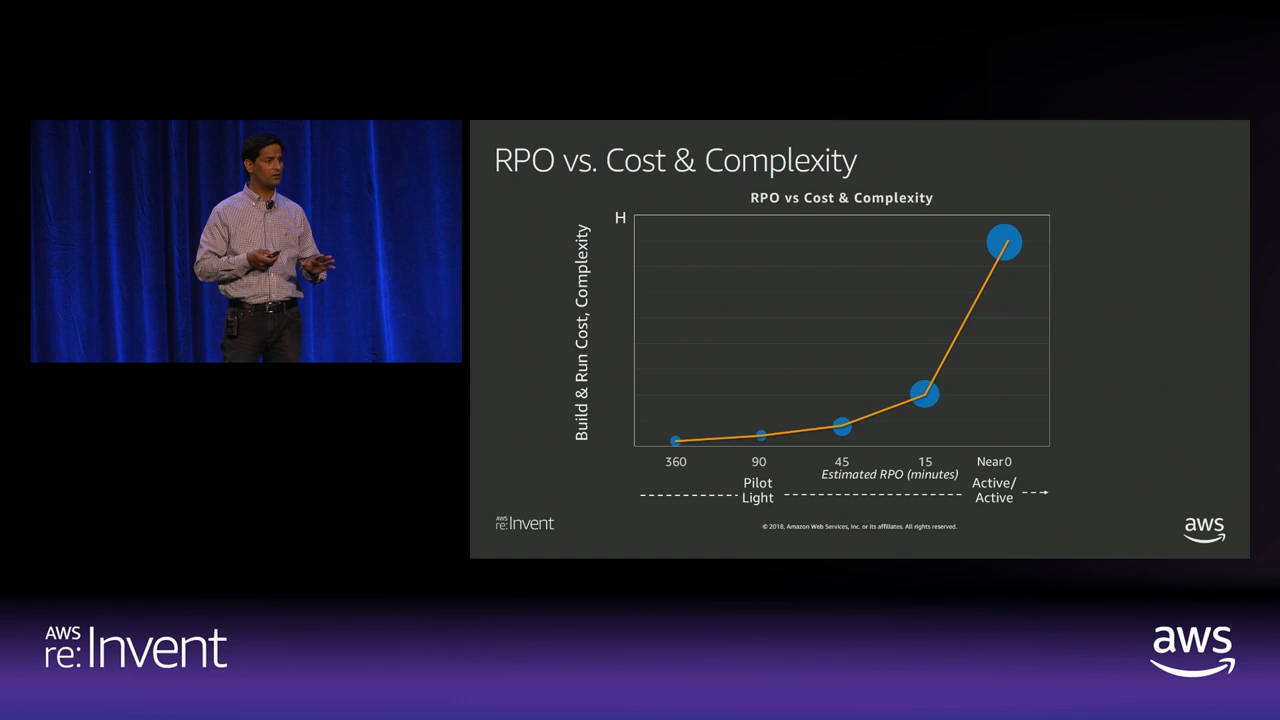 RPO vs. Cost & Complexity
RPO vs Cost & Complexity
H
Build & Run Cost, Complexity
360 90 45 15 Near0
Estimated RPO (minutes)
Pilot
Light
Active/
Active
AWS
re:Invent
© 2018, Amazon Web Services, Inc. or its affiliates. All rights reserved.
aws
AWS
re:Invent
aws